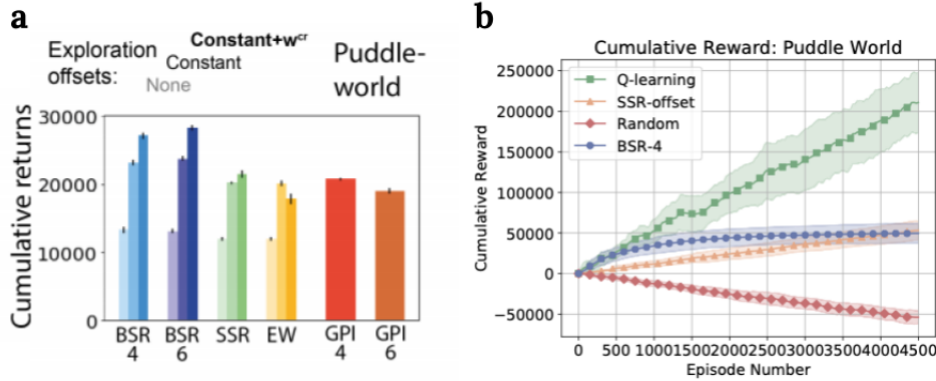 a
Exploration
offsets:
Constant+wᶜʳ
Constant
None
Puddle-
world
Cumulative returns
30000
20000
10000
0
BSR
4
BSR
6
SSR
EW
GPI
4
GPI
6
b
Cumulative Reward: Puddle World
Q-learning
SSR-offset
Random
BSR-4
Cumulative Reward
250000
200000
150000
100000
50000
0
−50000
0 500 1000 1500 2000 2500 3000 3500 4000 4500
Episode Number